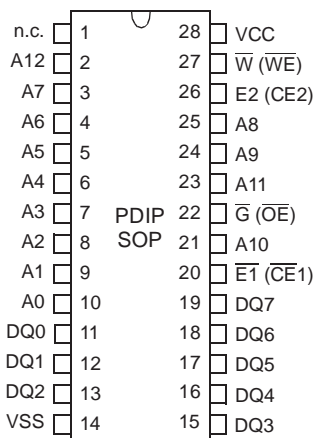 n.c. 1 28 VCC
A12 2 27 W (WE)
A7 3 26 E2 (CE2)
A6 4 25 A8
A5 5 24 A9
A4 6 23 A11
A3 7 PDIP 22 G (OE)
A2 8 SOP 21 A10
A1 9 20 E1 (CE1)
A0 10 19 DQ7
DQ0 11 18 DQ6
DQ1 12 17 DQ5
DQ2 13 16 DQ4
VSS 14 15 DQ3